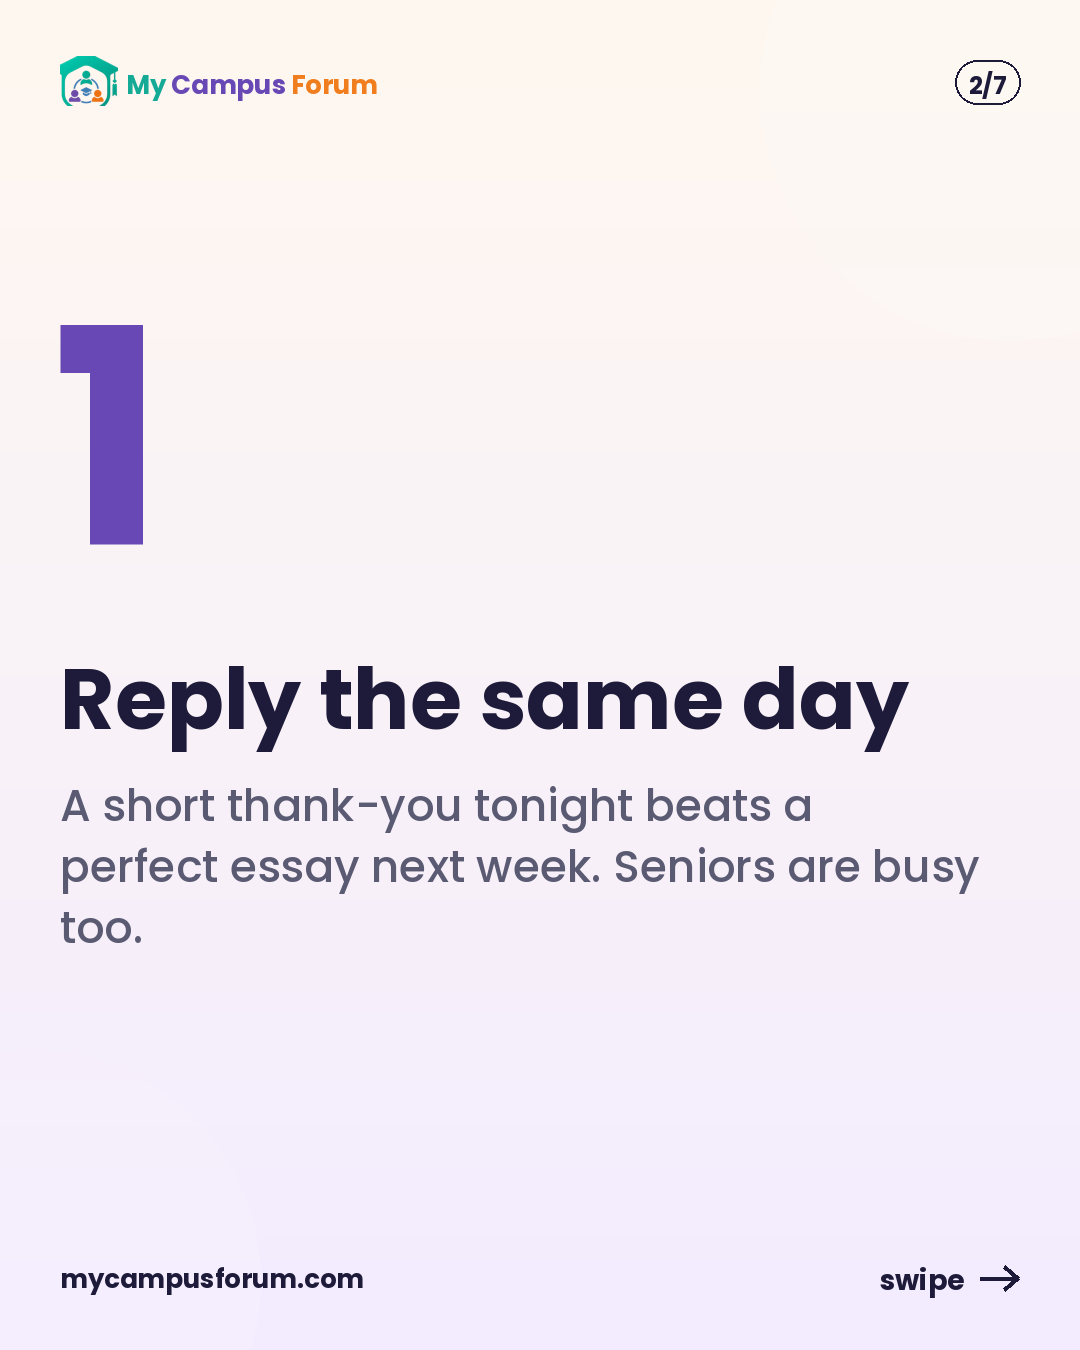 My Campus Forum
2/7
1
Reply the same day
A short thank-you tonight beats a
perfect essay next week. Seniors are busy
too.
mycampusforum.com
swipe →